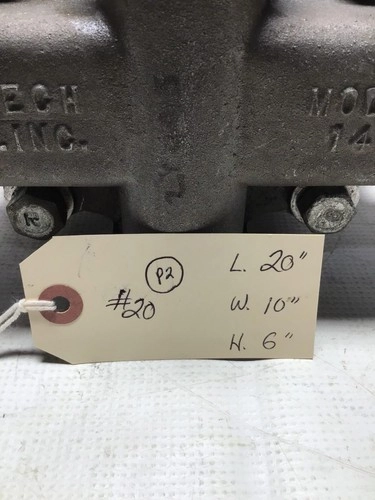 ECH
.INC.
MOD
14
P2
#20
L. 20"
W. 10"
H. 6"